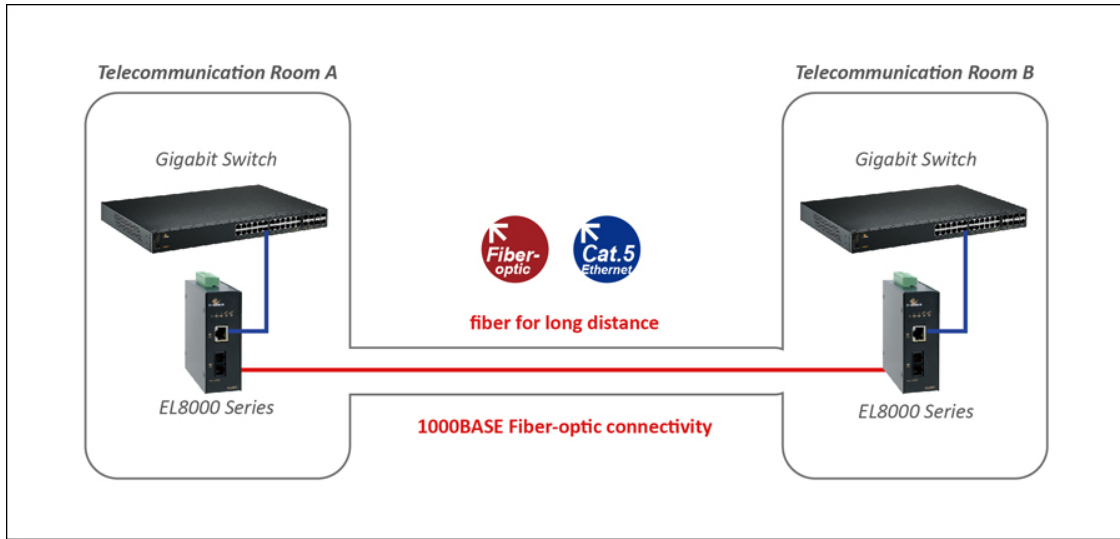 Telecommunication Room A
Telecommunication Room B
Gigabit Switch
Gigabit Switch
Fiber-
optic
Cat.5
Ethernet
fiber for long distance
EL8000 Series
EL8000 Series
1000BASE Fiber-optic connectivity